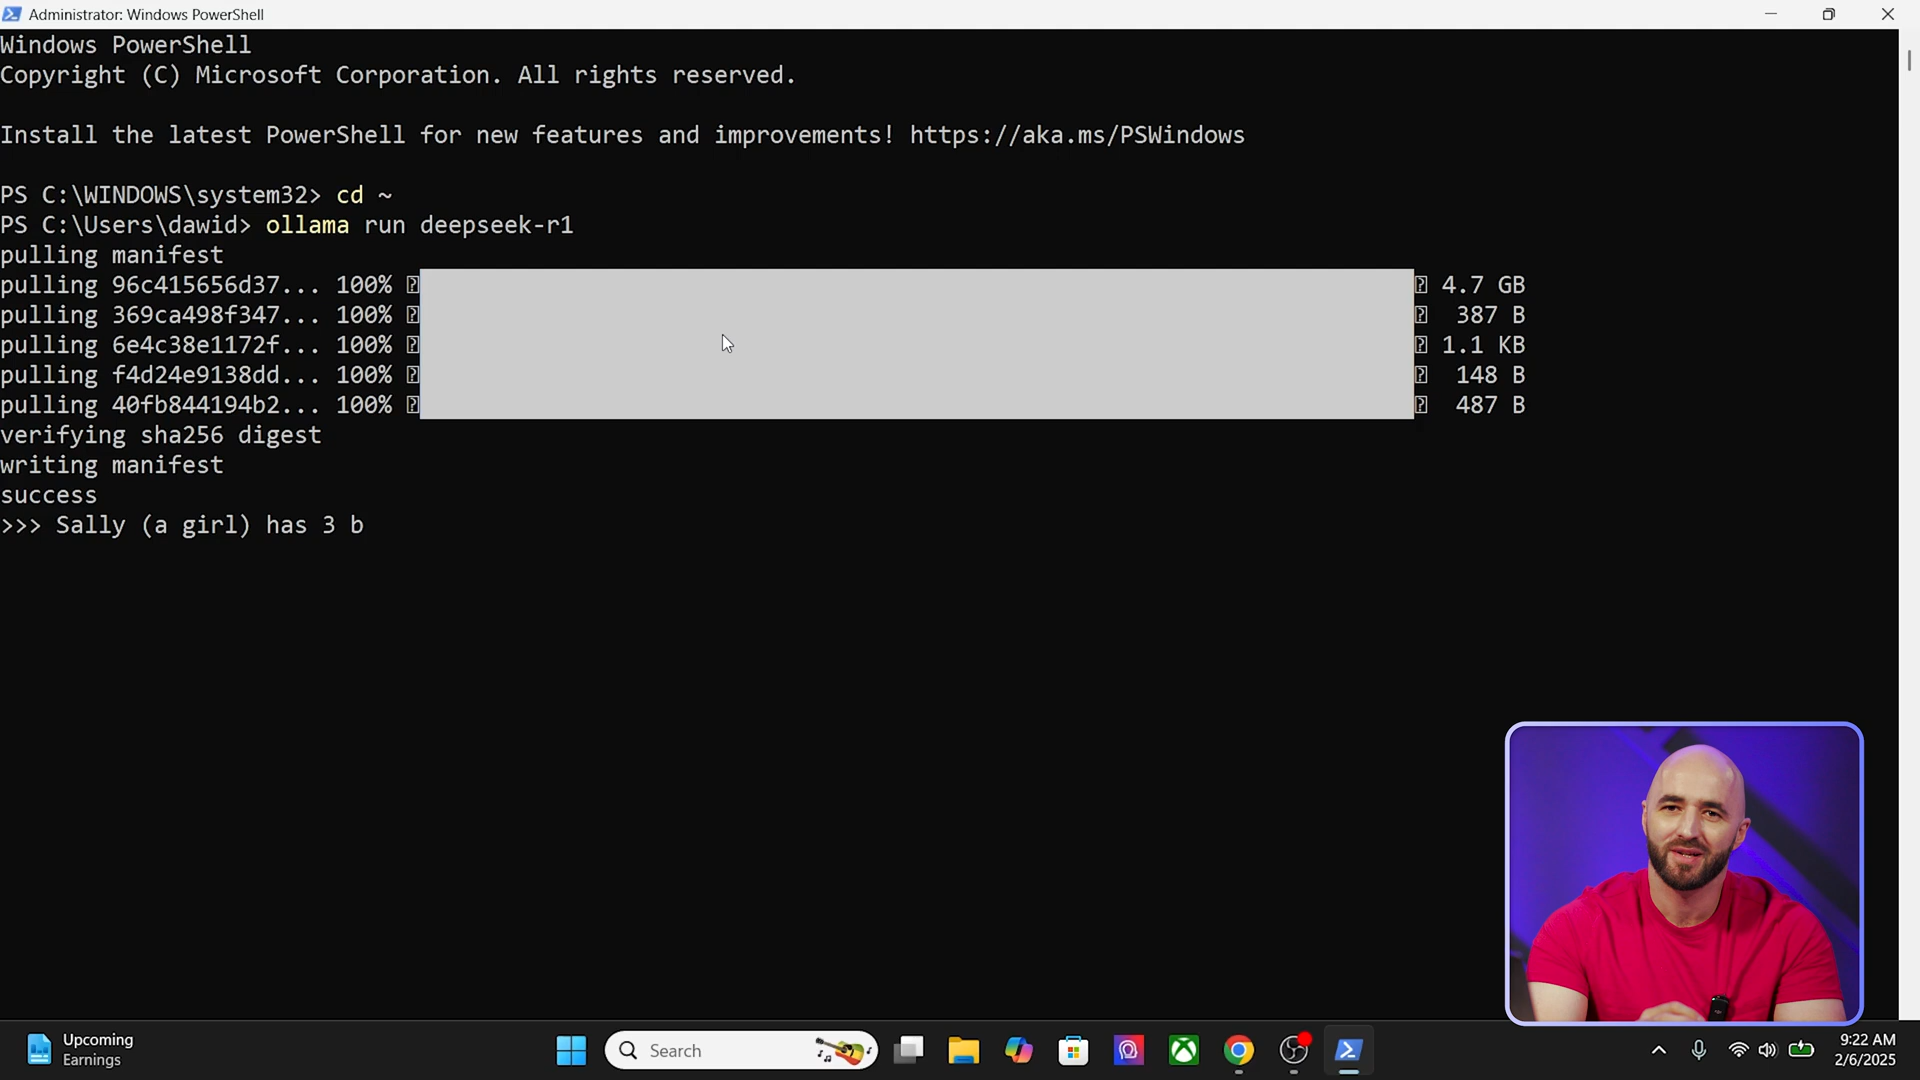 Administrator: Windows PowerShell
Windows PowerShell
Copyright (C) Microsoft Corporation. All rights reserved.
Install the latest PowerShell for new features and improvements! https://aka.ms/PSWindows
PS C:\WINDOWS\system32> cd ~
PS C:\Users\dawid> ollama run deepseek-r1
pulling manifest
pulling 96c415656d37... 100% 4.7 GB
pulling 369ca498f347... 100% 387 B
pulling 6e4c38e1172f... 100% 1.1 KB
pulling f4d24e9138dd... 100% 148 B
pulling 40fb844194b2... 100% 487 B
verifying sha256 digest
writing manifest
success
>>> Sally (a girl) has 3 b
Upcoming
Earnings
Search
9:22 AM
2/6/2025